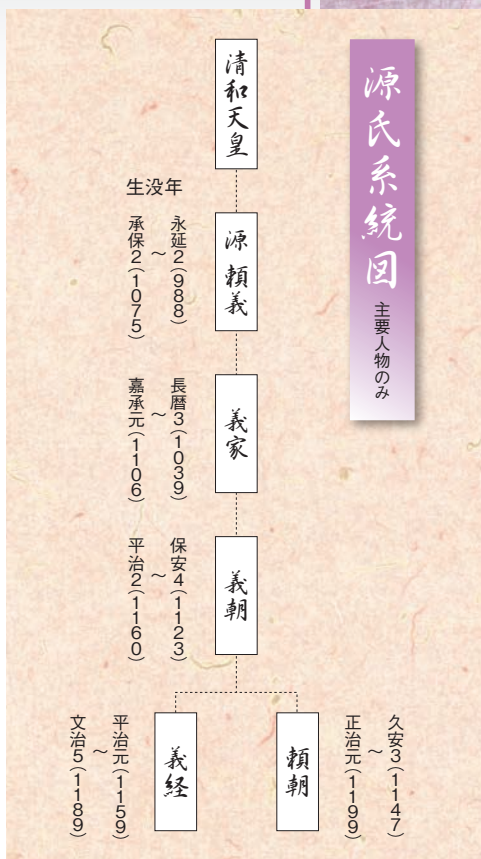 源氏系統図
主要人物のみ
清和天皇
生没年
源 頼義
永延2(988)
〜
承保2(1075)
義家
長暦3(1039)
〜
嘉承元(1106)
義朝
保安4(1123)
〜
平治2(1160)
頼朝
久安3(1147)
〜
正治元(1199)
義経
平治元(1159)
〜
文治5(1189)